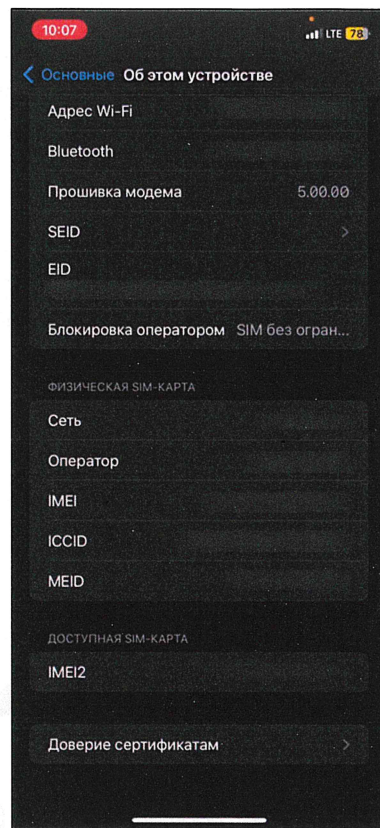 10:07
LTE 78
Основные Об этом устройстве
Адрес Wi-Fi
Bluetooth
Прошивка модема 5.00.00
SEID
EID
Блокировка оператором SIM без огран...
ФИЗИЧЕСКАЯ SIM-КАРТА
Сеть
Оператор
IMEI
ICCID
MEID
ДОСТУПНАЯ SIM-КАРТА
IMEI2
Доверие сертификатам